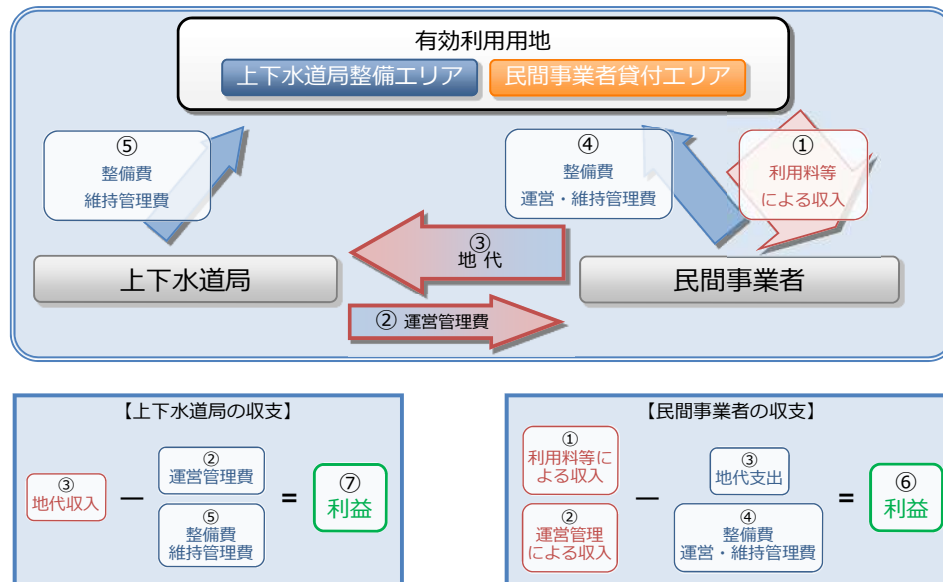 有効利用用地
上下水道局整備エリア
民間事業者貸付エリア
⑤
整備費
維持管理費
④
整備費
運営・維持管理費
①
利用料等
による収入
③
地 代
上下水道局
民間事業者
② 運営管理費
【上下水道局の収支】
③
地代収入
―
②
運営管理費
⑤
整備費
維持管理費
=
⑦
利益
【民間事業者の収支】
①
利用料等に
よる収入
②
運営管理
による収入
―
③
地代支出
④
整備費
運営・維持管理費
=
⑥
利益